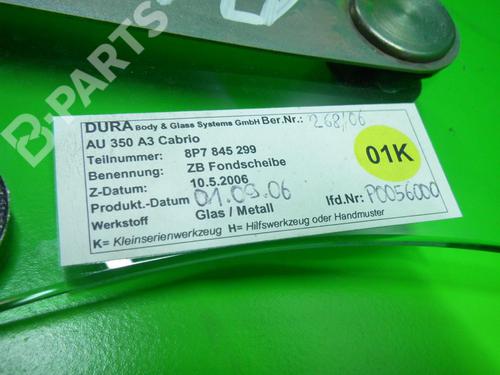 B-PARTS
DURA Body & Glass Systems GmbH Ber.Nr.: 268/06
AU 350 A3 Cabrio
Teilnummer: 8P7 845 299
Benennung: ZB Fondscheibe
Z-Datum: 10.5.2006
Produkt.-Datum 01.09.06 lfd.Nr: P0056000
Werkstoff Glas / Metall
K= Kleinserienwerkzeug H= Hilfswerkzeug oder Handmuster
01K